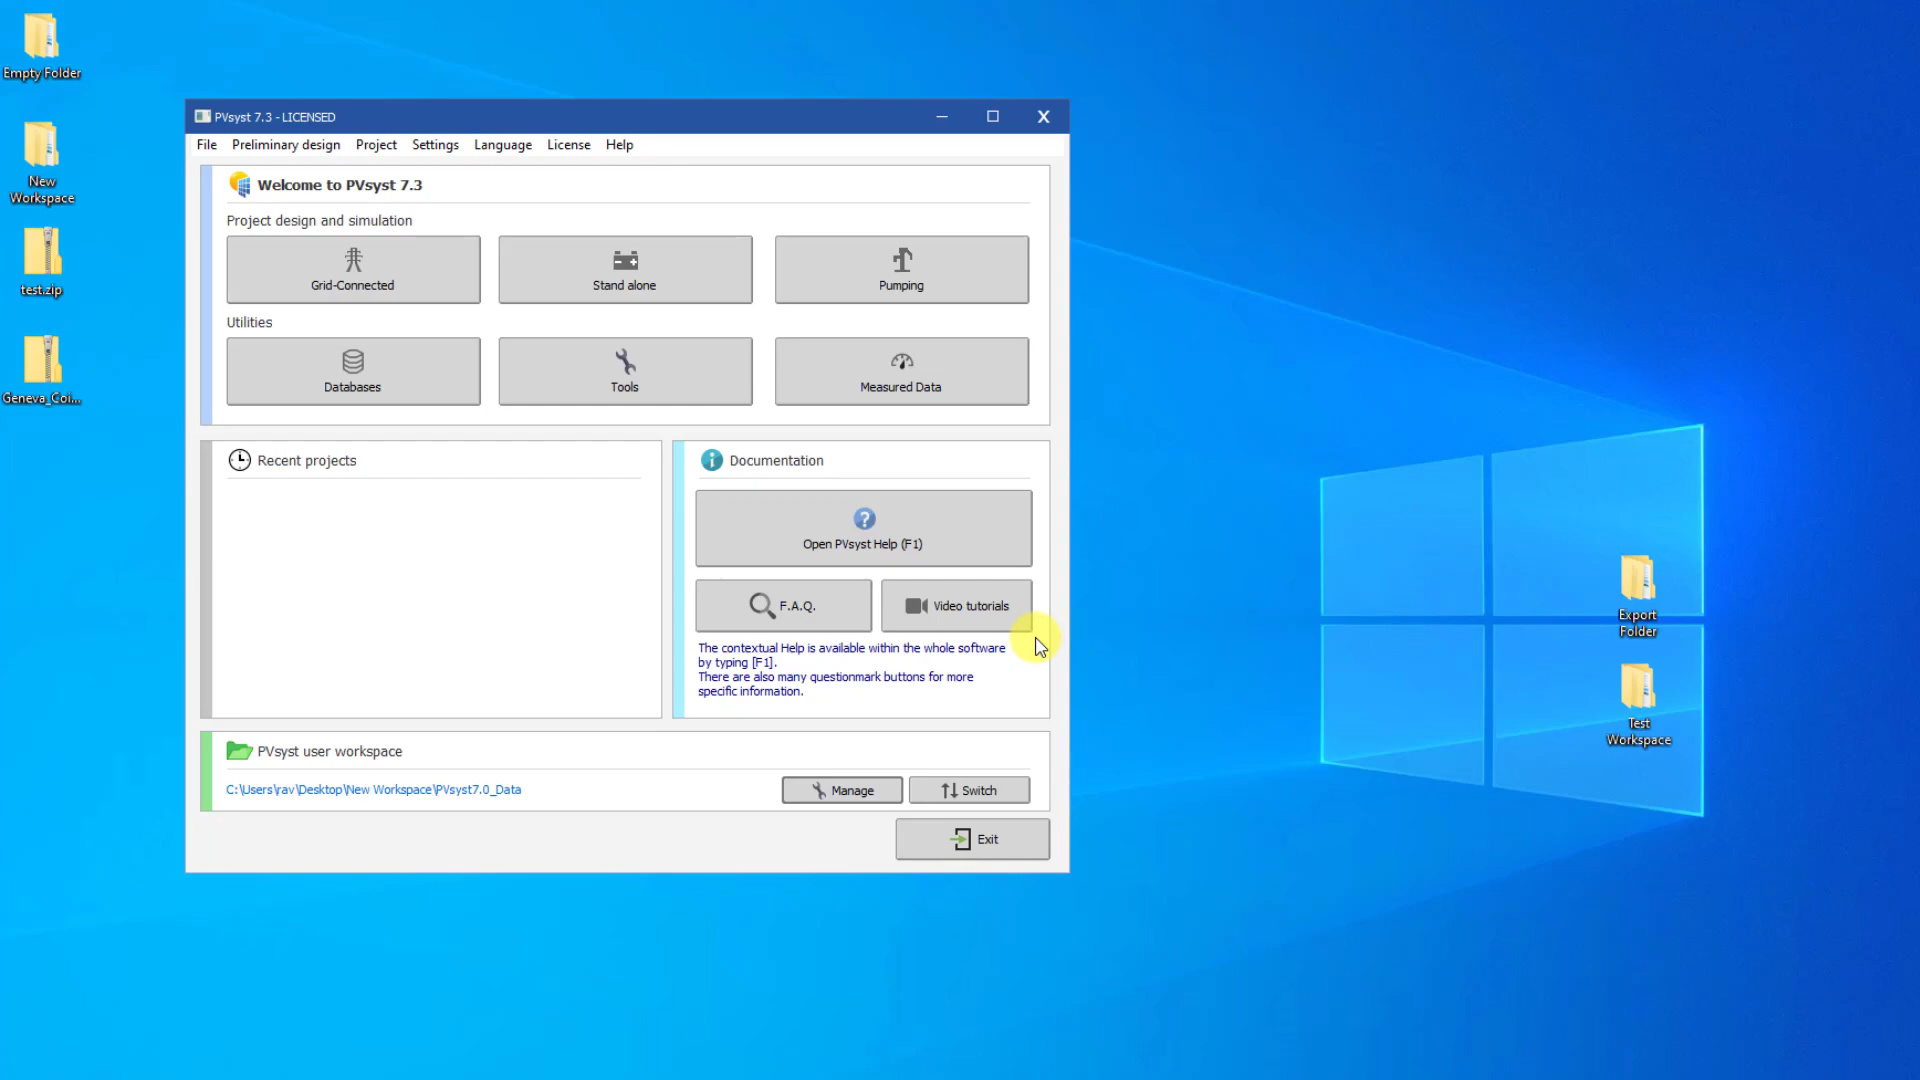 Empty Folder
New
Workspace
test.zip
Geneva_Coi...
PVsyst 7.3 - LICENSED
File Preliminary design Project Settings Language License Help
Welcome to PVsyst 7.3
Project design and simulation
Grid-Connected
Stand alone
Pumping
Utilities
Databases
Tools
Measured Data
Recent projects
Documentation
Open PVsyst Help (F1)
F.A.Q.
Video tutorials
The contextual Help is available within the whole software
by typing [F1].
There are also many questionmark buttons for more
specific information.
PVsyst user workspace
C:\Users\rav\Desktop\New Workspace\PVsyst7.0_Data
Manage
Switch
Exit
Export
Folder
Test
Workspace